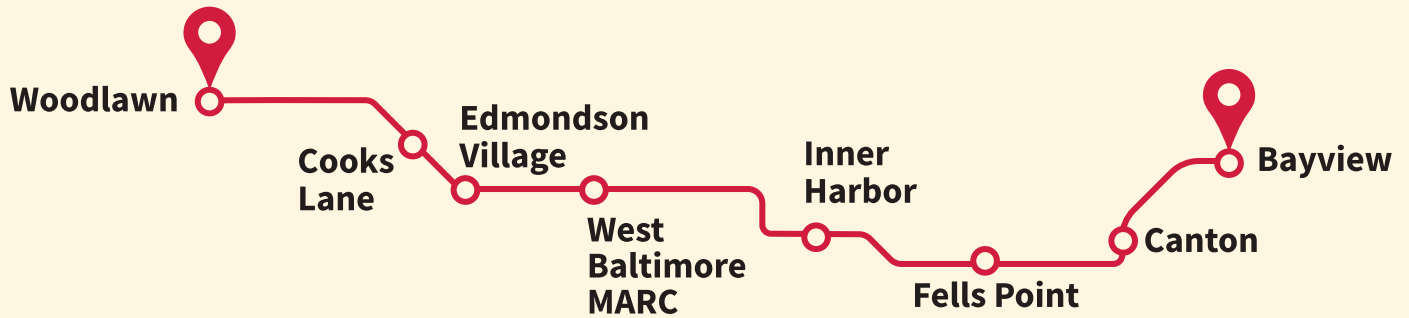 Woodlawn
Cooks
Lane
Edmondson
Village
West
Baltimore
MARC
Inner
Harbor
Fells Point
Canton
Bayview